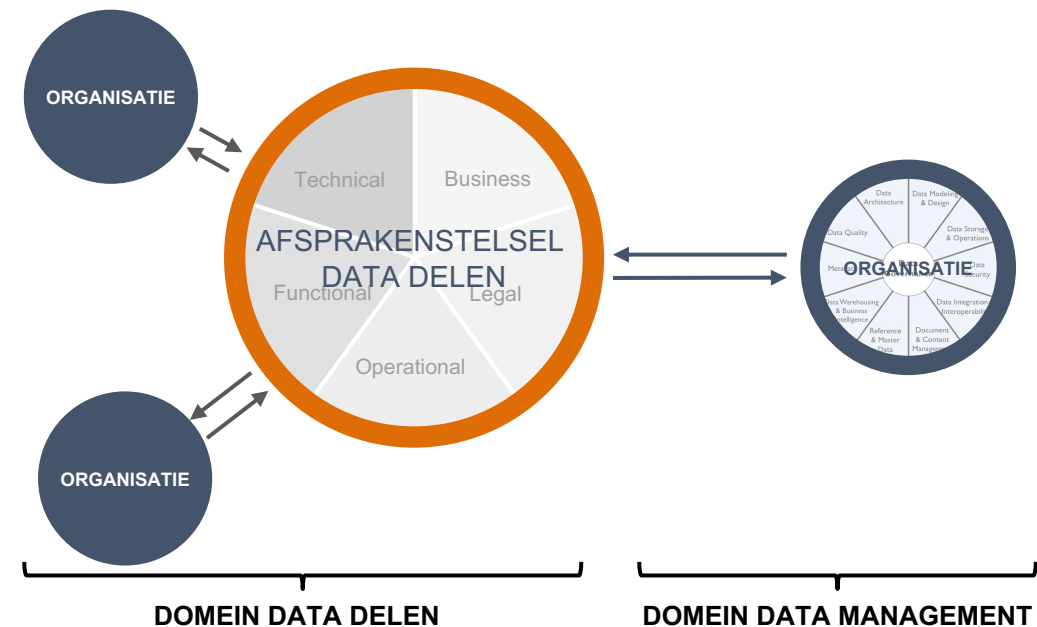 ORGANISATIE
Technical
Business
AFSPRAKENSTELSEL
DATA DELEN
Functional
Legal
Operational
ORGANISATIE
Data
Architecture
Data Modeling
& Design
Data Quality
Data Storage
& Operations
ORGANISATIE
Data
Security
Data Warehousing
& Business
Intelligence
Data Integration
Reference
& Master
Data
Document
& Content
DOMEIN DATA DELEN
DOMEIN DATA MANAGEMENT